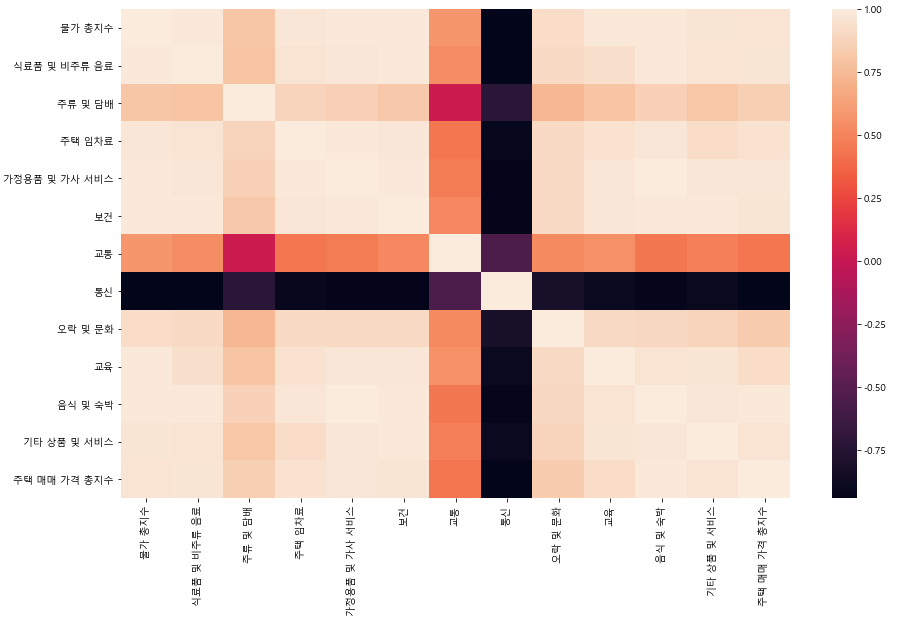 물가 총지수
식료품 및 비주류 음료
주류 및 담배
주택 임차료
가정용품 및 가사 서비스
보건
교통
통신
오락 및 문화
교육
음식 및 숙박
기타 상품 및 서비스
주택 매매 가격 총지수
물가 총지수
식료품 및 비주류 음료
주류 및 담배
주택 임차료
가정용품 및 가사 서비스
보건
교통
통신
오락 및 문화
교육
음식 및 숙박
기타 상품 및 서비스
주택 매매 가격 총지수
1.00
0.75
0.50
0.25
0.00
-0.25
-0.50
-0.75